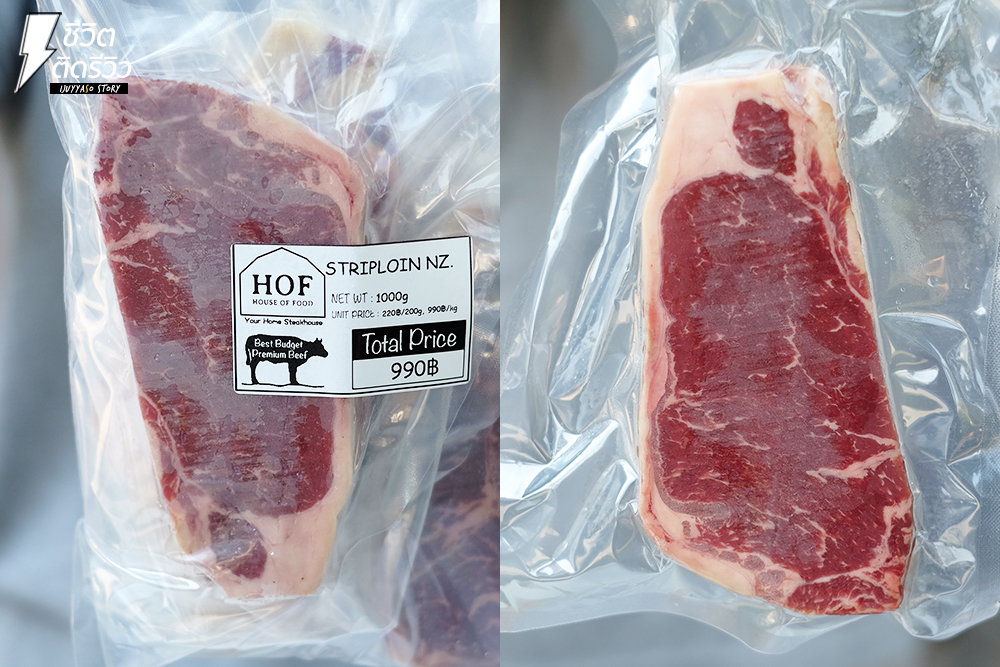 ชีวิต
ติดรีวิว
IJUYYASO STORY
HOF
HOUSE OF FOOD
Your Home Steakhouse
Best Budget
Premium Beef
STRIPLOIN NZ.
NET WT : 1000g
UNIT PRICE : 220฿/200g, 990฿/kg
Total Price
990฿